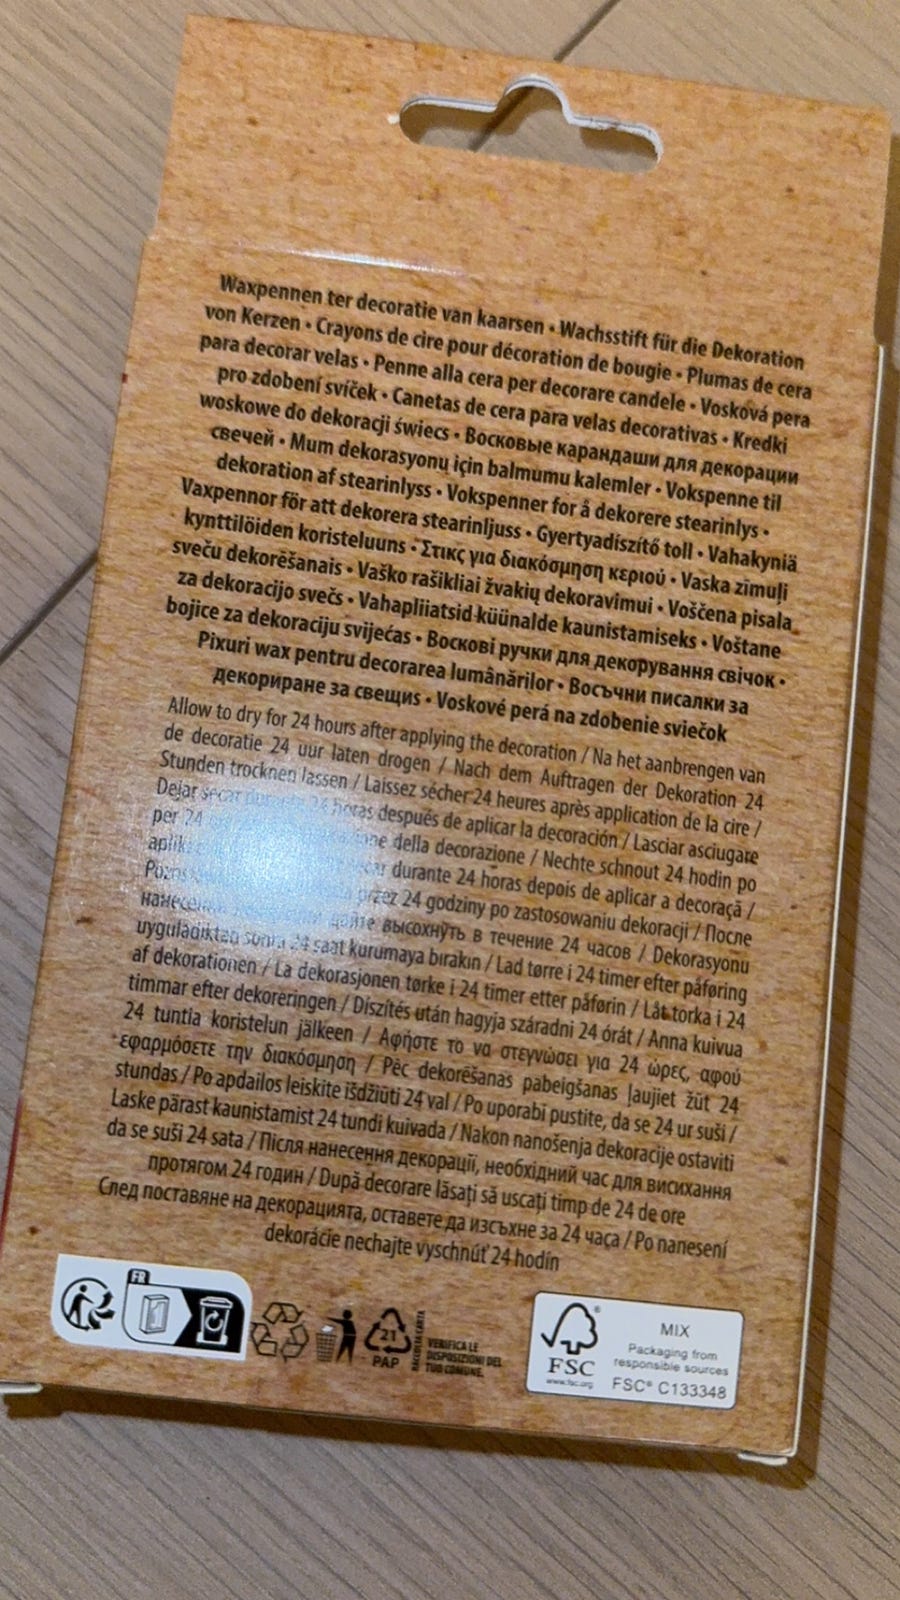 Waxpennen ter decoratie van kaarsen • Wachsstift für die Dekoration
von Kerzen • Crayons de cire pour décoration de bougie • Plumas de cera
para decorar velas • Penne alla cera per decorare candele • Vosková pera
pro zdobení svíček • Canetas de cera para velas decorativas • Kredki
woskowe do dekoracji świecs • Восковые карандаши для декорации
свечей • Mum dekorasyonų için balmumu kalemler • Vokspenne til
dekoration af stearinlyss • Vokspenner for å dekorere stearinlys •
Vaxpennor för att dekorera stearinljuss • Gyertyadíszítő toll • Vahakyniä
kynttilöiden koristeluuns • Στικς για διακόσμηση κεριού • Vaska zīmuļi
sveču dekorēšanais • Vaško rašikliai žvakių dekoravimui • Voščena pisala
za dekoracijo svečs • Vahapliiatsid küünalde kaunistamiseks • Voštane
bojice za dekoraciju svijećas • Воскові ручки для декорування свічок •
Pixuri wax pentru decorarea lumânărilor • Восъчни писалки за
декориране за свещис • Voskové perá na zdobenie sviečok
Allow to dry for 24 hours after applying the decoration / Na het aanbrengen van
de decoratie 24 uur laten drogen / Nach dem Auftragen der Dekoration 24
Stunden trocknen lassen / Laissez sécher 24 heures après application de la cire /
Dejar secar durante 24 horas después de aplicar la decoración / Lasciar asciugare
per 24 della decorazione / Nechte schnout 24 hodin po
durante 24 horas depois de aplicar a decoraçã /
przez 24 godziny po zastosowaniu dekoracji / После
дайте высохнуть в течение 24 часов / Dekorasyonu
uyguladıktan sonra 24 saat kurumaya bırakın / Lad tørre i 24 timer efter påføring
af dekorationen / La dekorasjonen tørke i 24 timer etter påførin / Låt torka i 24
timmar efter dekoreringen / Díszítés után hagyja száradni 24 órát / Anna kuivua
24 tuntia koristelun jälkeen / Αφήστε το να στεγνώσει για 24 ώρες, αφού
εφαρμόσετε την διακόσμηση / Pēc dekorēšanas pabeigšanas ļaujiet žūt 24
stundas / Po apdailos leiskite išdžiūti 24 val / Po uporabi pustite, da se 24 ur suši /
Laske pärast kaunistamist 24 tundi kuivada / Nakon nanošenja dekoracije ostaviti
da se suši 24 sata / Після нанесення декорації, необхідний час для висихання
протягом 24 годин / După decorare lăsați să uscați timp de 24 de ore
След поставяне на декорацията, оставете да изсъхне за 24 часа / Po nanesení
dekorácie nechajte vyschnúť 24 hodín
FR
21
PAP
RACCOLTA CARTA
VERIFICA LE
DISPOSIZIONI DEL
TUO COMUNE.
FSC®
www.fsc.org
MIX
Packaging from
responsible sources
FSC® C133348